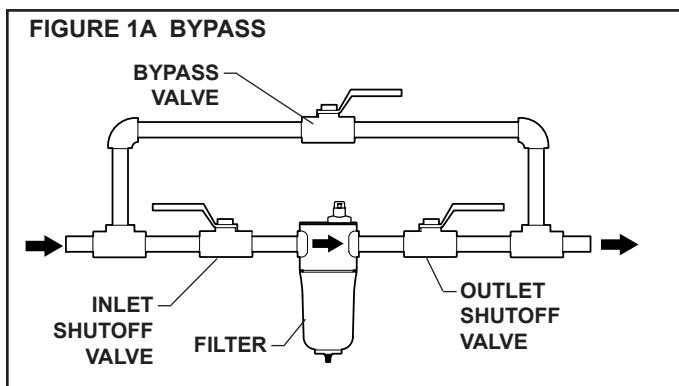 FIGURE 1A  BYPASS
BYPASS
VALVE
INLET
SHUTOFF
VALVE
FILTER
OUTLET
SHUTOFF
VALVE